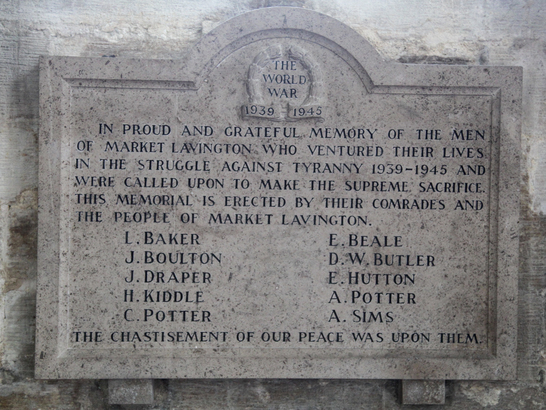 THE
WORLD
WAR
1939 - 1945
IN PROUD AND GRATEFUL MEMORY OF THE MEN
OF MARKET LAVINGTON WHO VENTURED THEIR LIVES
IN THE STRUGGLE AGAINST TYRANNY 1939-1945 AND
WERE CALLED UPON TO MAKE THE SUPREME SACRIFICE.
THIS MEMORIAL IS ERECTED BY THEIR COMRADES AND
THE PEOPLE OF MARKET LAVINGTON.
L. BAKER E. BEALE
J. BOULTON D. W. BUTLER
J. DRAPER E. HUTTON
H. KIDDLE A. POTTER
C. POTTER A. SIMS
THE CHASTISEMENT OF OUR PEACE WAS UPON THEM.